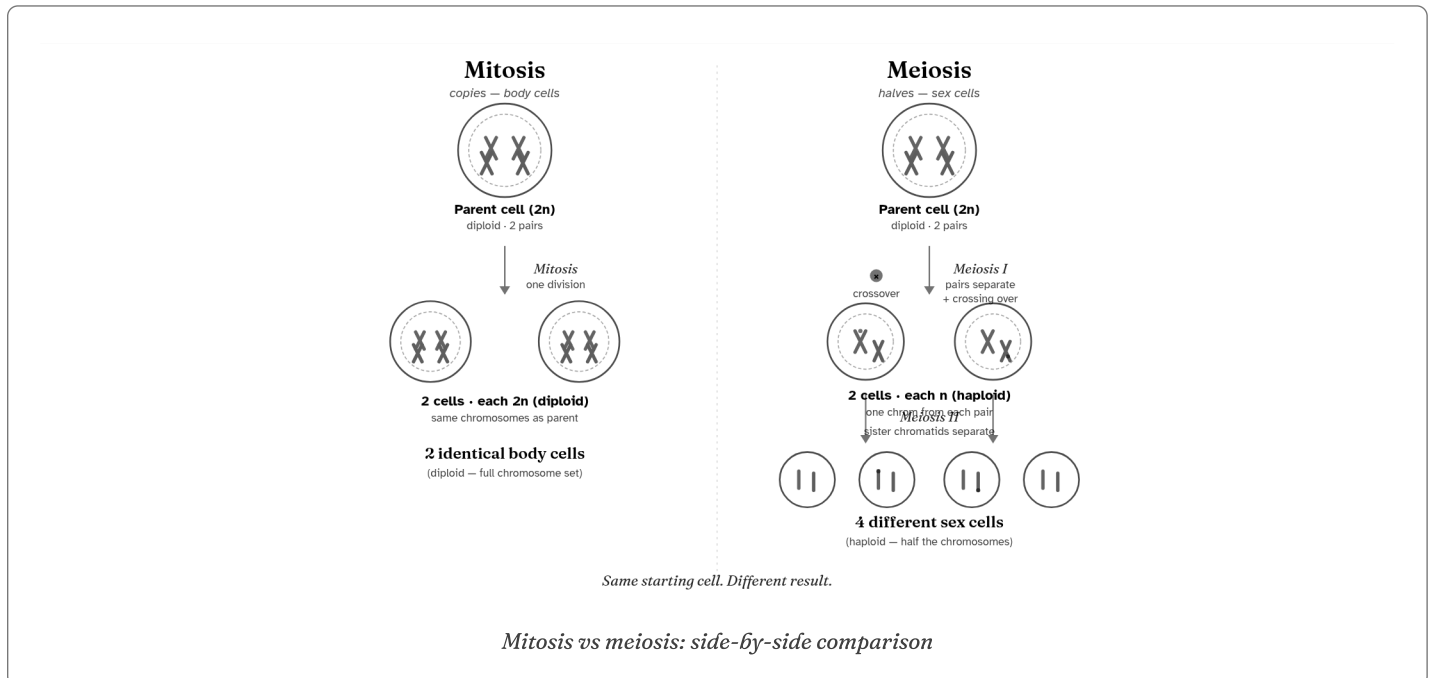 Mitosis
copies — body cells
Parent cell (2n)
diploid · 2 pairs
Mitosis
one division
2 cells · each 2n (diploid)
same chromosomes as parent
2 identical body cells
(diploid — full chromosome set)
Meiosis
halves — sex cells
Parent cell (2n)
diploid · 2 pairs
crossover
Meiosis I
pairs separate
+ crossing over
2 cells · each n (haploid)
one chrom from each pair
Meiosis II
sister chromatids separate
4 different sex cells
(haploid — half the chromosomes)
Same starting cell. Different result.
Mitosis vs meiosis: side-by-side comparison